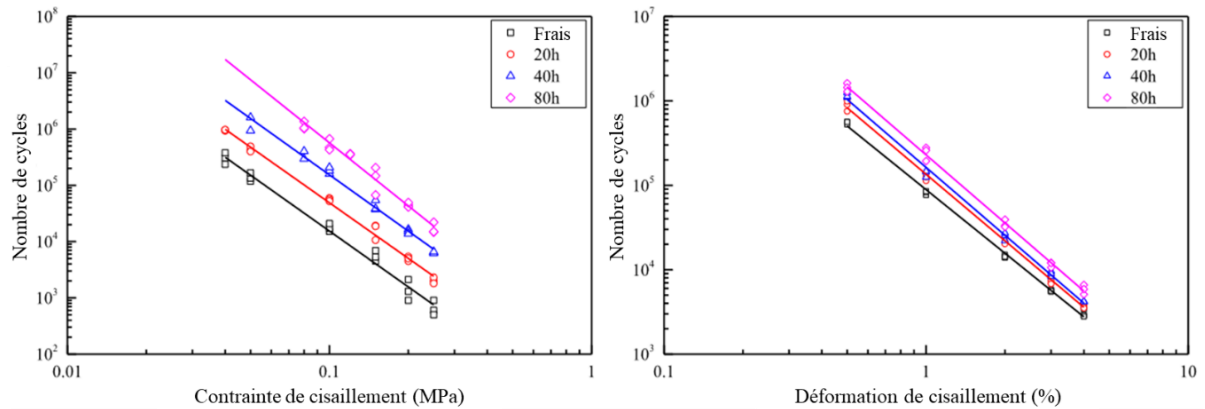 10^8
10^7
10^6
10^5
10^4
10^3
10^2
Nombre de cycles
Frais
20h
40h
80h
0.01
0.1
1
Contrainte de cisaillement (MPa)
10^7
10^6
10^5
10^4
10^3
Nombre de cycles
Frais
20h
40h
80h
0.1
1
10
Déformation de cisaillement (%)